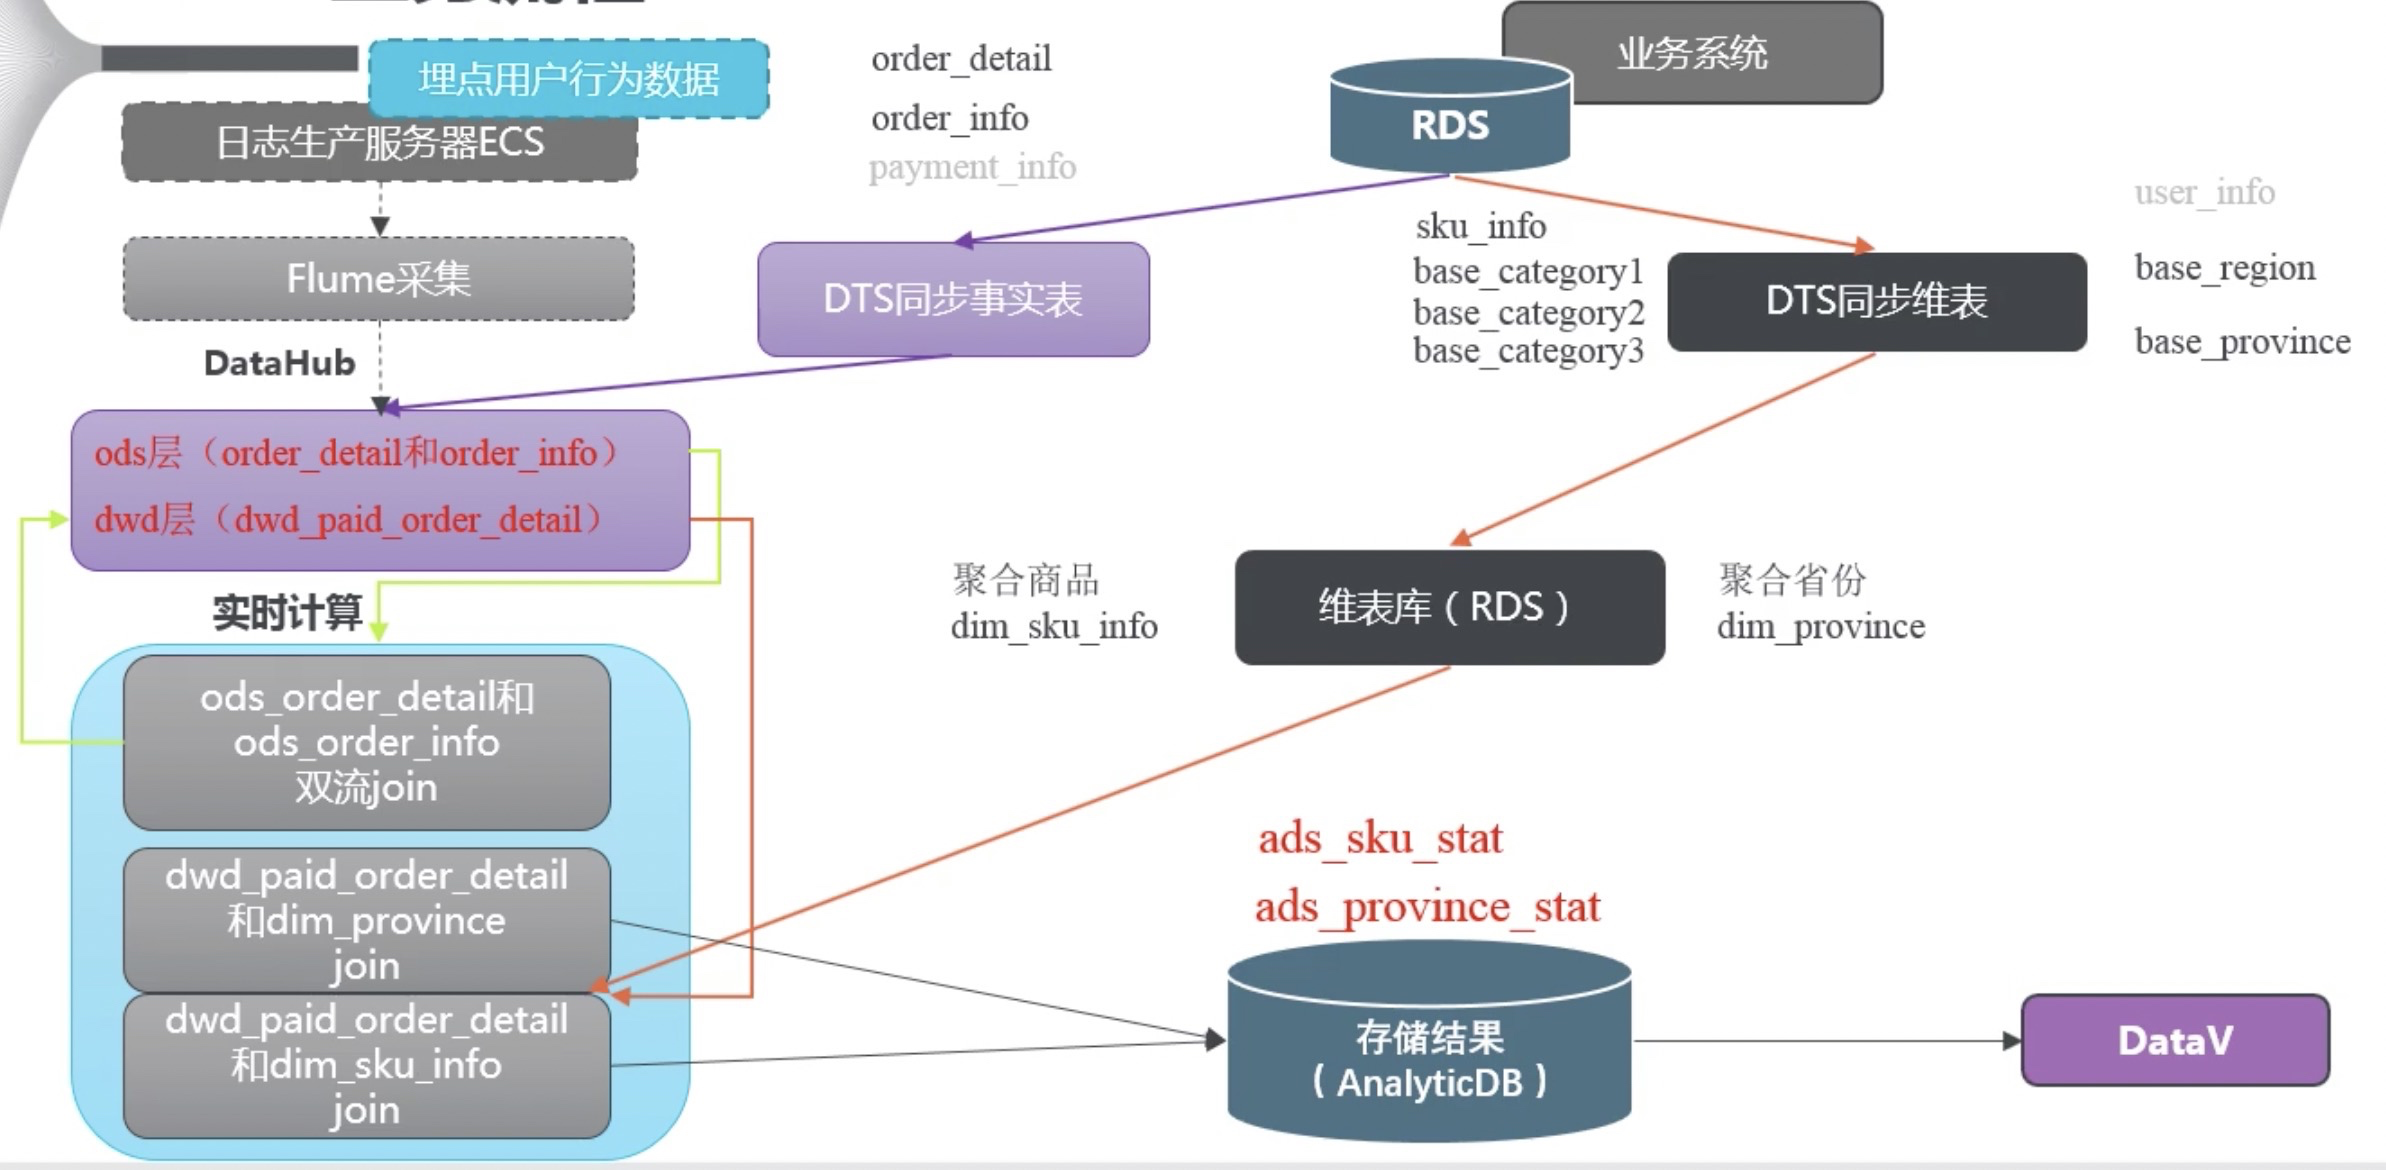 埋点用户行为数据
日志生产服务器ECS
Flume采集
DataHub
order_detail
order_info
payment_info
业务系统
RDS
DTS同步事实表
sku_info
base_category1
base_category2
base_category3
DTS同步维表
user_info
base_region
base_province
ods层（order_detail和order_info）
dwd层（dwd_paid_order_detail）
实时计算
ods_order_detail和
ods_order_info
双流join
dwd_paid_order_detail
和dim_province
join
dwd_paid_order_detail
和dim_sku_info
join
聚合商品
dim_sku_info
维表库（RDS）
聚合省份
dim_province
ads_sku_stat
ads_province_stat
存储结果
（AnalyticDB）
DataV